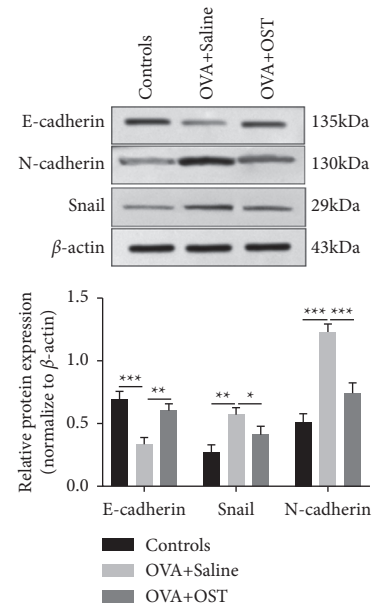 Controls
OVA+Saline
OVA+OST
E-cadherin 135kDa
N-cadherin 130kDa
Snail 29kDa
β-actin 43kDa
Relative protein expression
(normalize to β-actin)
1.5
1.0
0.5
0.0
*** ** ** * *** ***
E-cadherin Snail N-cadherin
Controls
OVA+Saline
OVA+OST